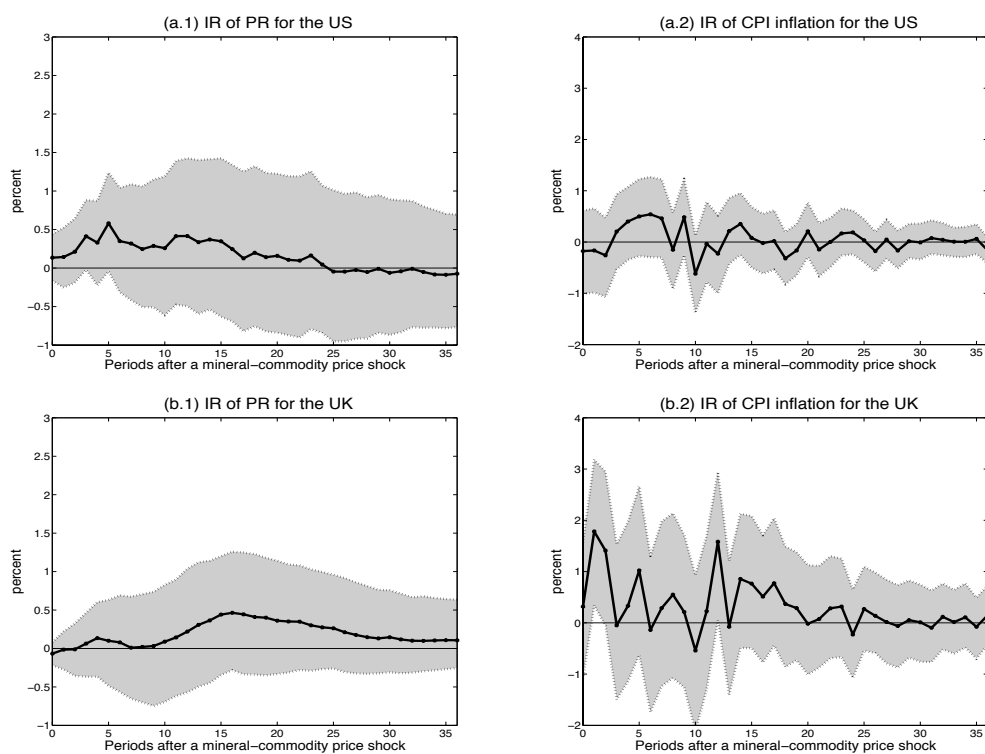 (a.1) IR of PR for the US
3
2.5
2
1.5
1
0.5
0
−0.5
−1
percent
0 5 10 15 20 25 30 35
Periods after a mineral−commodity price shock
(a.2) IR of CPI inflation for the US
4
3
2
1
0
−1
−2
percent
0 5 10 15 20 25 30 35
Periods after a mineral−commodity price shock
(b.1) IR of PR for the UK
3
2.5
2
1.5
1
0.5
0
−0.5
−1
percent
0 5 10 15 20 25 30 35
Periods after a mineral−commodity price shock
(b.2) IR of CPI inflation for the UK
4
3
2
1
0
−1
−2
percent
0 5 10 15 20 25 30 35
Periods after a mineral−commodity price shock